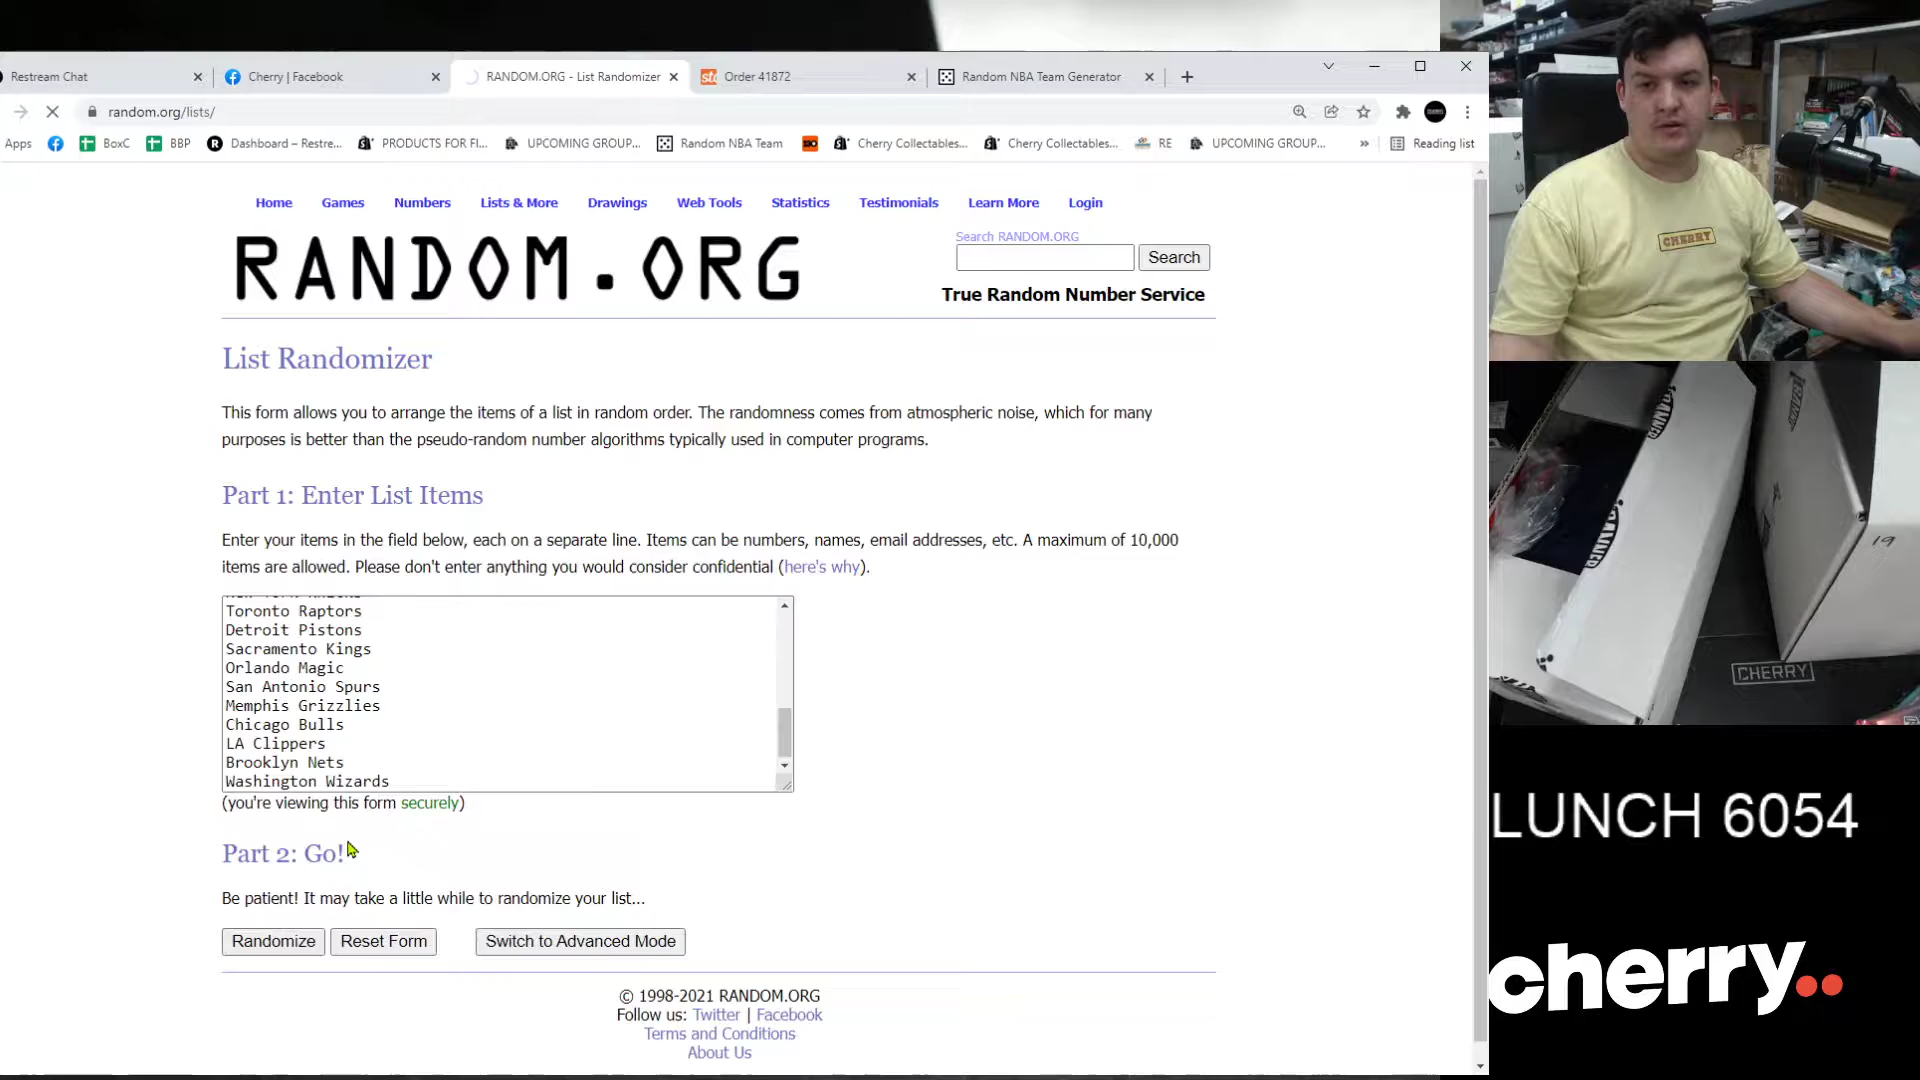 Restream Chat
Cherry | Facebook
RANDOM.ORG - List Randomizer
Order 41872
Random NBA Team Generator
random.org/lists/
Apps
BoxC
BBP
Dashboard – Restre...
PRODUCTS FOR FI...
UPCOMING GROUP...
Random NBA Team
Cherry Collectables...
Cherry Collectables...
RE
UPCOMING GROUP...
»
Reading list
Home Games Numbers Lists & More Drawings Web Tools Statistics Testimonials Learn More Login
RANDOM.ORG
Search RANDOM.ORG
Search
True Random Number Service
List Randomizer
This form allows you to arrange the items of a list in random order. The randomness comes from atmospheric noise, which for many
purposes is better than the pseudo-random number algorithms typically used in computer programs.
Part 1: Enter List Items
Enter your items in the field below, each on a separate line. Items can be numbers, names, email addresses, etc. A maximum of 10,000
items are allowed. Please don't enter anything you would consider confidential (here's why).
Toronto Raptors
Detroit Pistons
Sacramento Kings
Orlando Magic
San Antonio Spurs
Memphis Grizzlies
Chicago Bulls
LA Clippers
Brooklyn Nets
Washington Wizards
(you're viewing this form securely)
Part 2: Go!
Be patient! It may take a little while to randomize your list...
Randomize
Reset Form
Switch to Advanced Mode
© 1998-2021 RANDOM.ORG
Follow us: Twitter | Facebook
Terms and Conditions
About Us
CHERRY
19
CHERRY
LUNCH 6054
cherry..